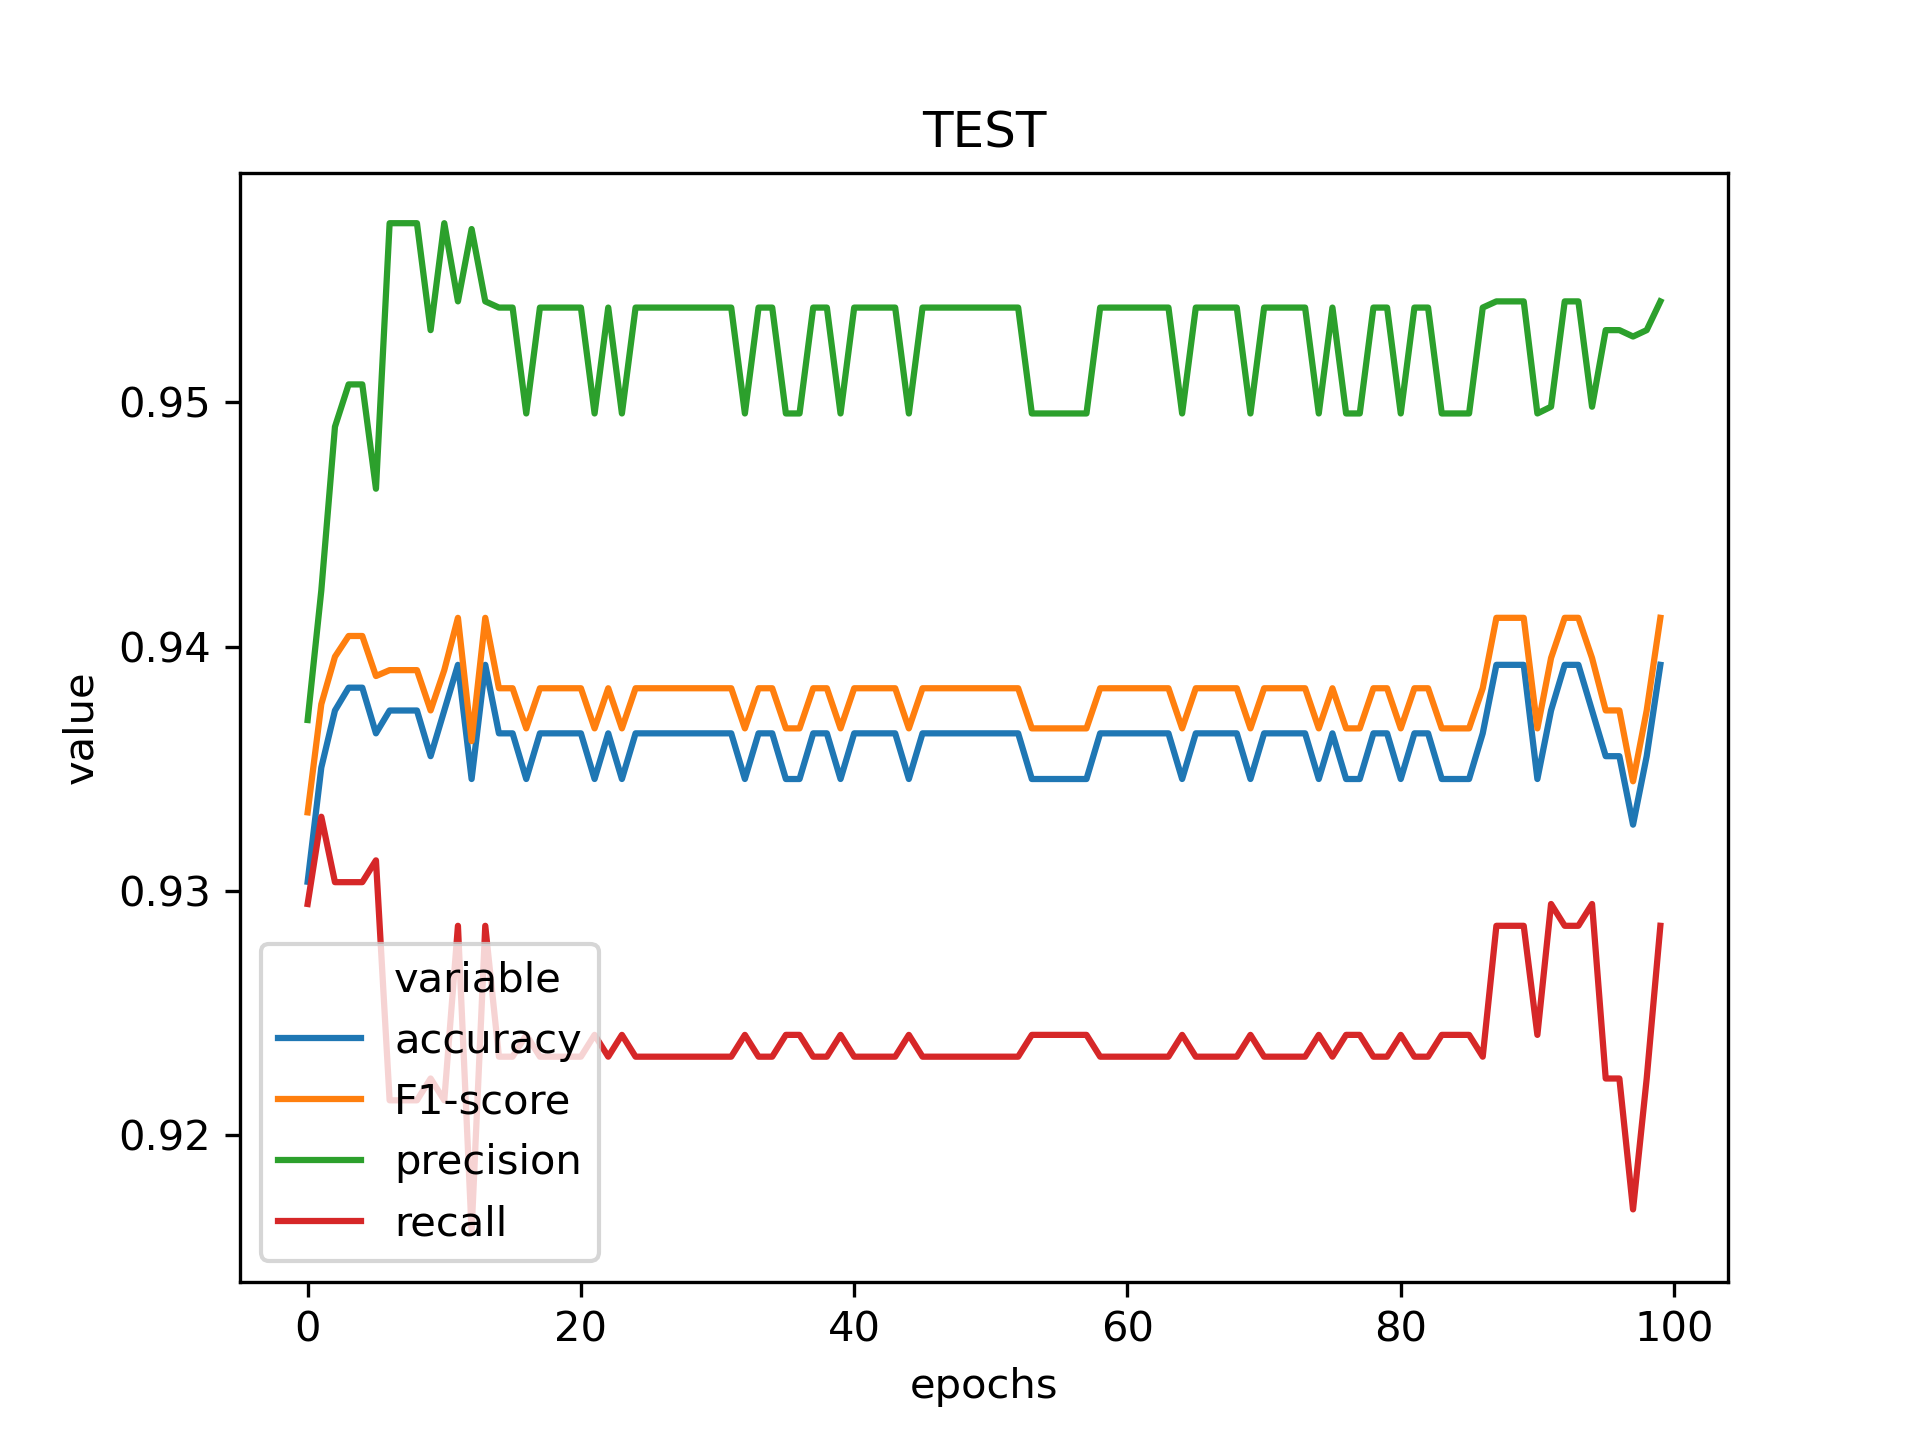 TEST
value
0.95
0.94
0.93
0.92
variable
accuracy
F1-score
precision
recall
0 20 40 60 80 100
epochs